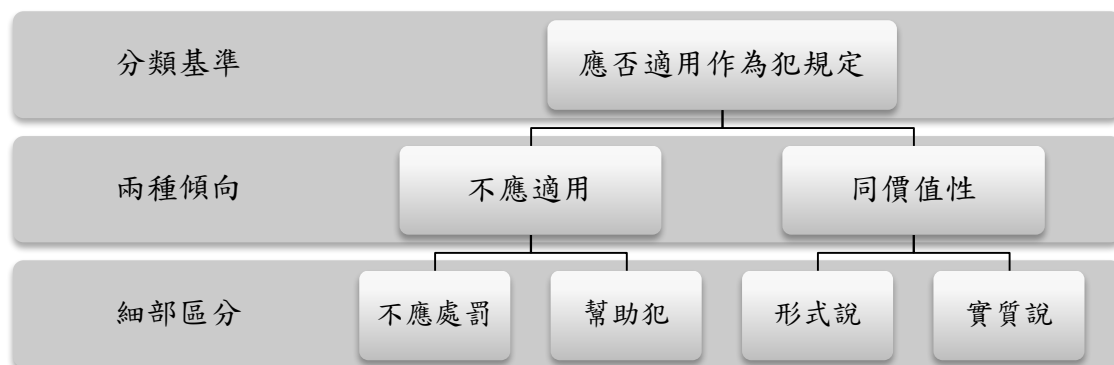 分類基準
應否適用作為犯規定
兩種傾向
不應適用
同價值性
細部區分
不應處罰
幫助犯
形式說
實質說